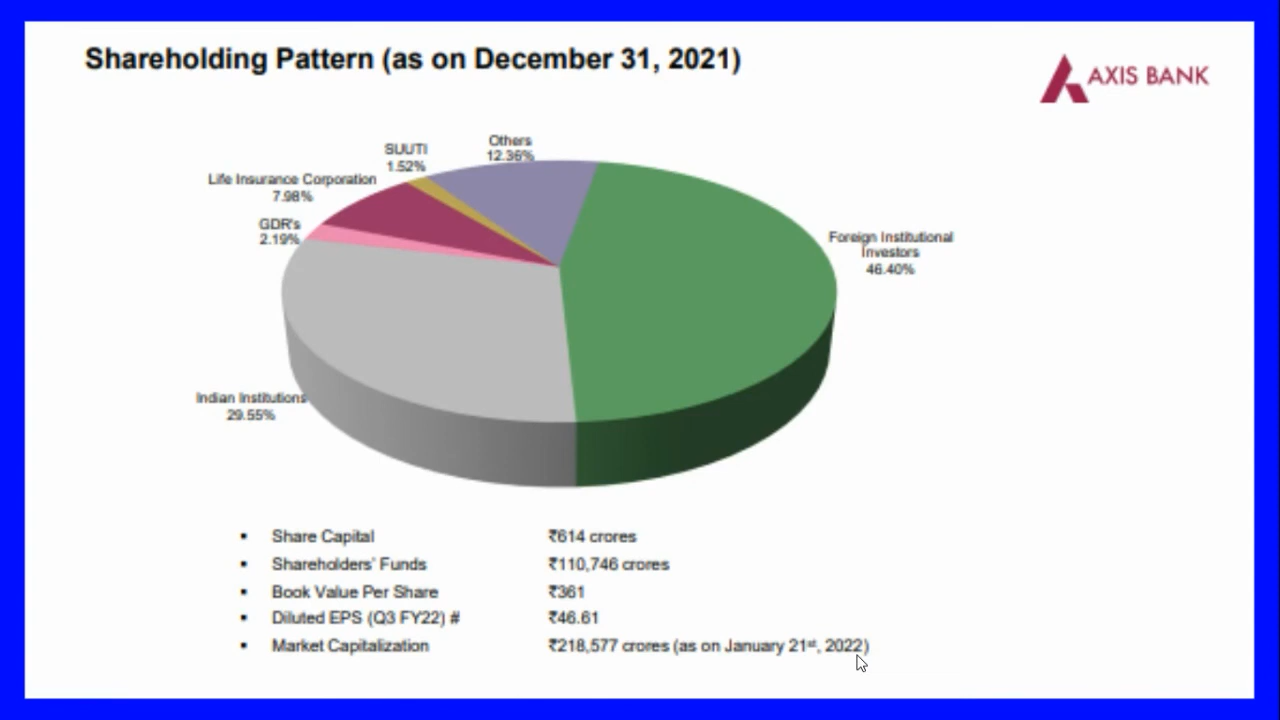 Shareholding Pattern (as on December 31, 2021)
AXIS BANK
Others
12.36%
SUUTI
1.52%
Life Insurance Corporation
7.98%
GDR's
2.19%
Foreign Institutional
Investors
46.40%
Indian Institutions
29.55%
▪ Share Capital ₹614 crores
▪ Shareholders' Funds ₹110,746 crores
▪ Book Value Per Share ₹361
▪ Diluted EPS (Q3 FY22) # ₹46.61
▪ Market Capitalization ₹218,577 crores (as on January 21st, 2022)